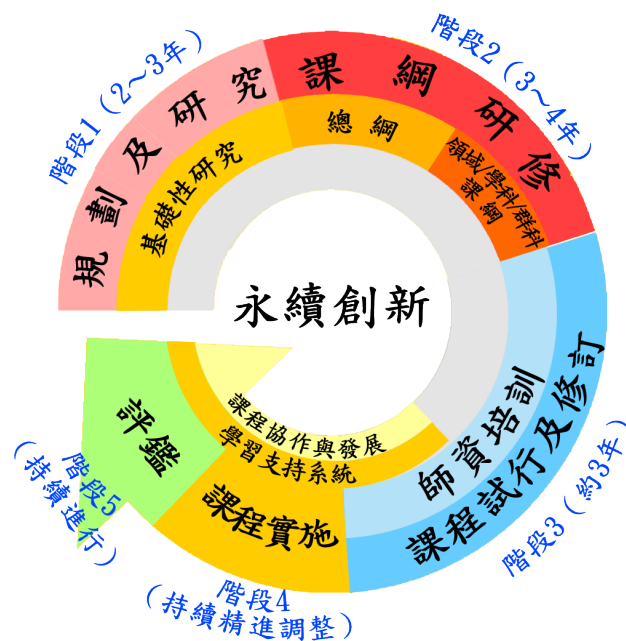 階段1（2～3年）
規劃及研究
基礎性研究
階段2（3～4年）
課綱研修
總綱
領域/學科/群科
課綱
永續創新
師資培訓
課程試行及修訂
階段3（約3年）
課程協作與發展
學習支持系統
課程實施
階段4
（持續精進調整）
評鑑
階段5
（持續進行）